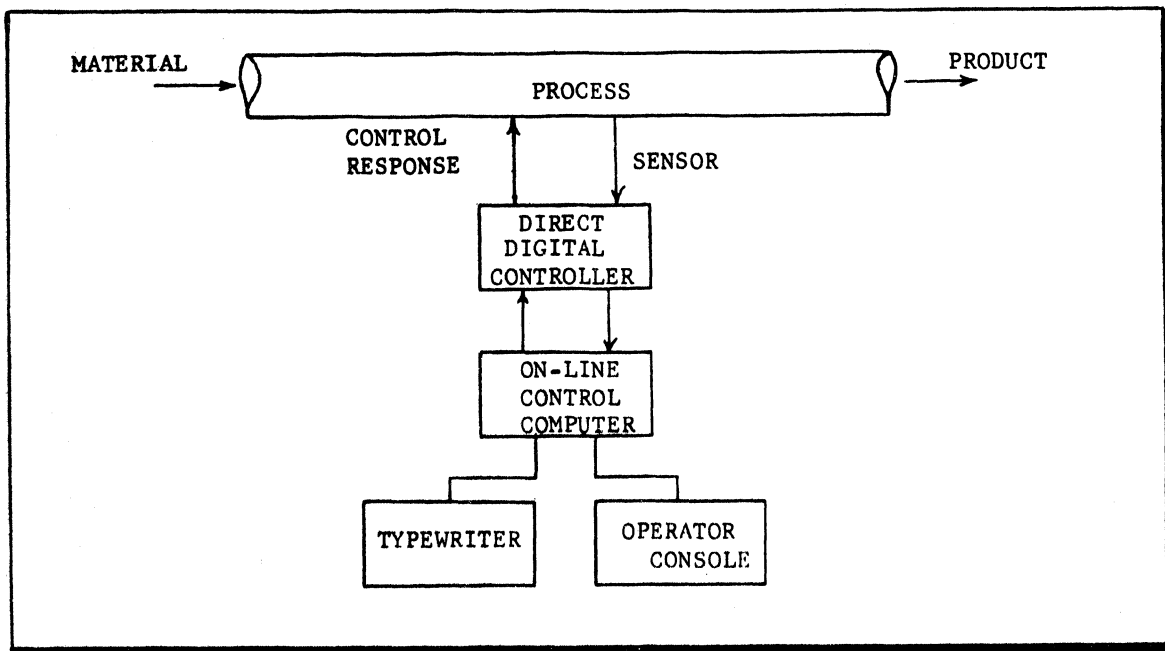 MATERIAL
PRODUCT
PROCESS
CONTROL
RESPONSE
SENSOR
DIRECT
DIGITAL
CONTROLLER
ON-LINE
CONTROL
COMPUTER
TYPEWRITER
OPERATOR
CONSOLE